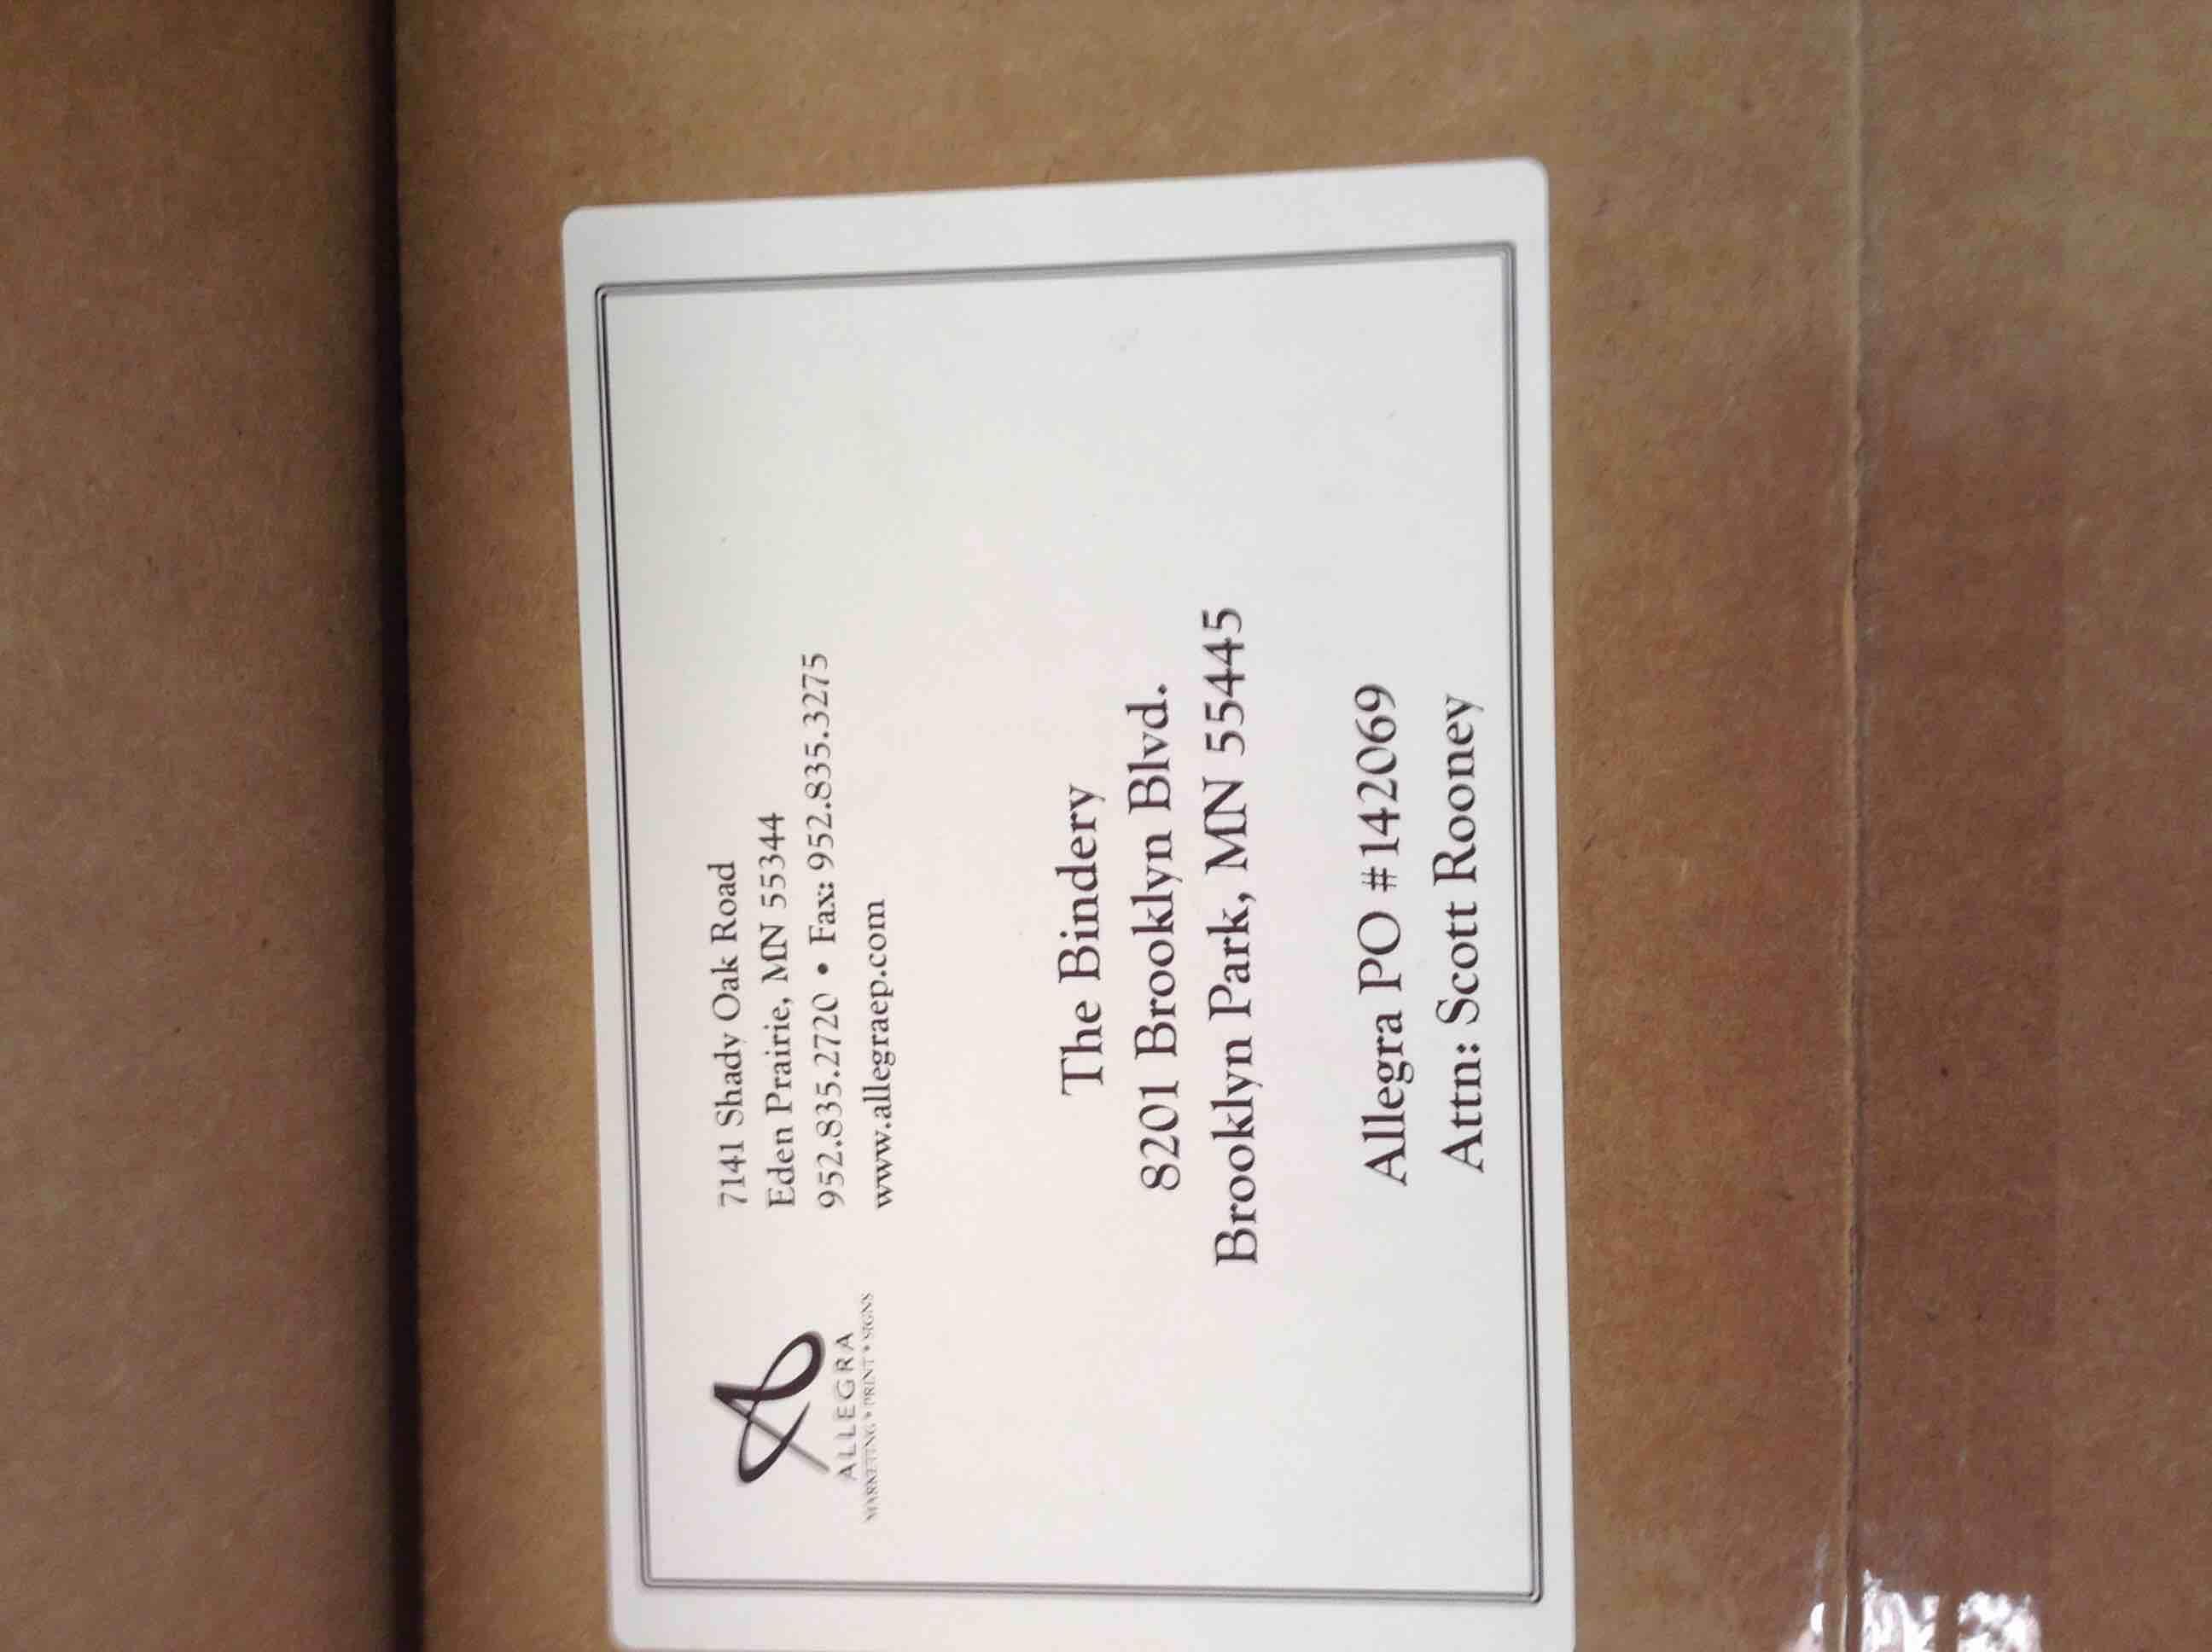 ALLEGRA
MARKETING • PRINT • SIGNS
7141 Shady Oak Road
Eden Prairie, MN 55344
952.835.2720 • Fax: 952.835.3275
www.allegraep.com
The Bindery
8201 Brooklyn Blvd.
Brooklyn Park, MN 55445
Allegra PO #142069
Attn: Scott Rooney